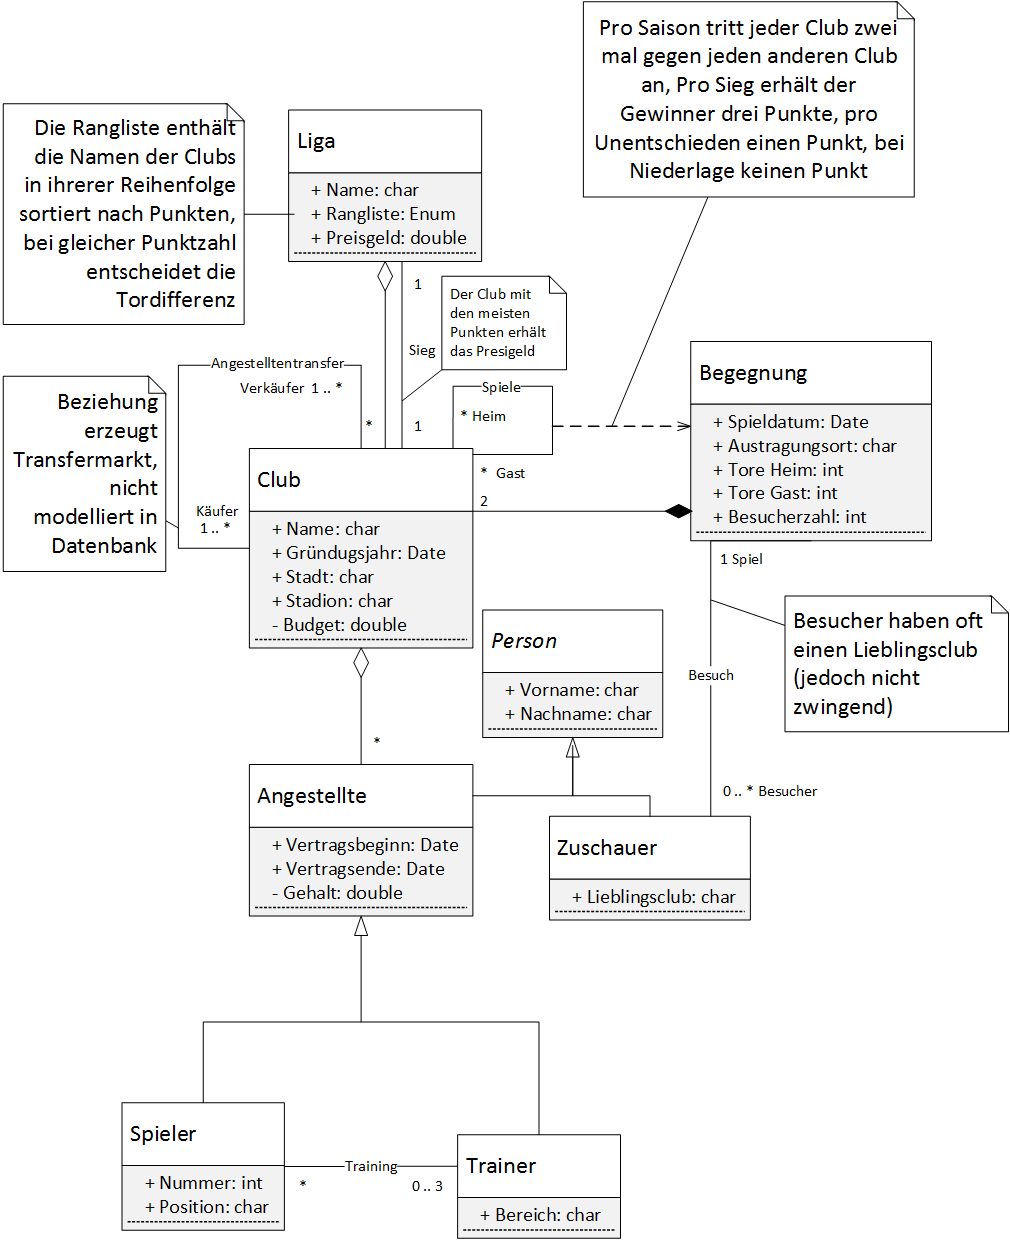 Pro Saison tritt jeder Club zwei
mal gegen jeden anderen Club
an, Pro Sieg erhält der
Gewinner drei Punkte, pro
Unentschieden einen Punkt, bei
Niederlage keinen Punkt
Die Rangliste enthält
die Namen der Clubs
in ihrerer Reihenfolge
sortiert nach Punkten,
bei gleicher Punktzahl
entscheidet die
Tordifferenz
Liga
+ Name: char
+ Rangliste: Enum
+ Preisgeld: double
1
Sieg
1
Der Club mit
den meisten
Punkten erhält
das Presigeld
Angestelltentransfer
Verkäufer 1 .. *
*
Käufer
1 .. *
Beziehung
erzeugt
Transfermarkt,
nicht
modelliert in
Datenbank
Spiele
* Heim
* Gast
2
Begegnung
+ Spieldatum: Date
+ Austragungsort: char
+ Tore Heim: int
+ Tore Gast: int
+ Besucherzahl: int
Club
+ Name: char
+ Gründugsjahr: Date
+ Stadt: char
+ Stadion: char
- Budget: double
*
1 Spiel
Besuch
0 .. * Besucher
Besucher haben oft
einen Lieblingsclub
(jedoch nicht
zwingend)
Person
+ Vorname: char
+ Nachname: char
Angestellte
+ Vertragsbeginn: Date
+ Vertragsende: Date
- Gehalt: double
Zuschauer
+ Lieblingsclub: char
Spieler
+ Nummer: int
+ Position: char
Training
*
0 .. 3
Trainer
+ Bereich: char